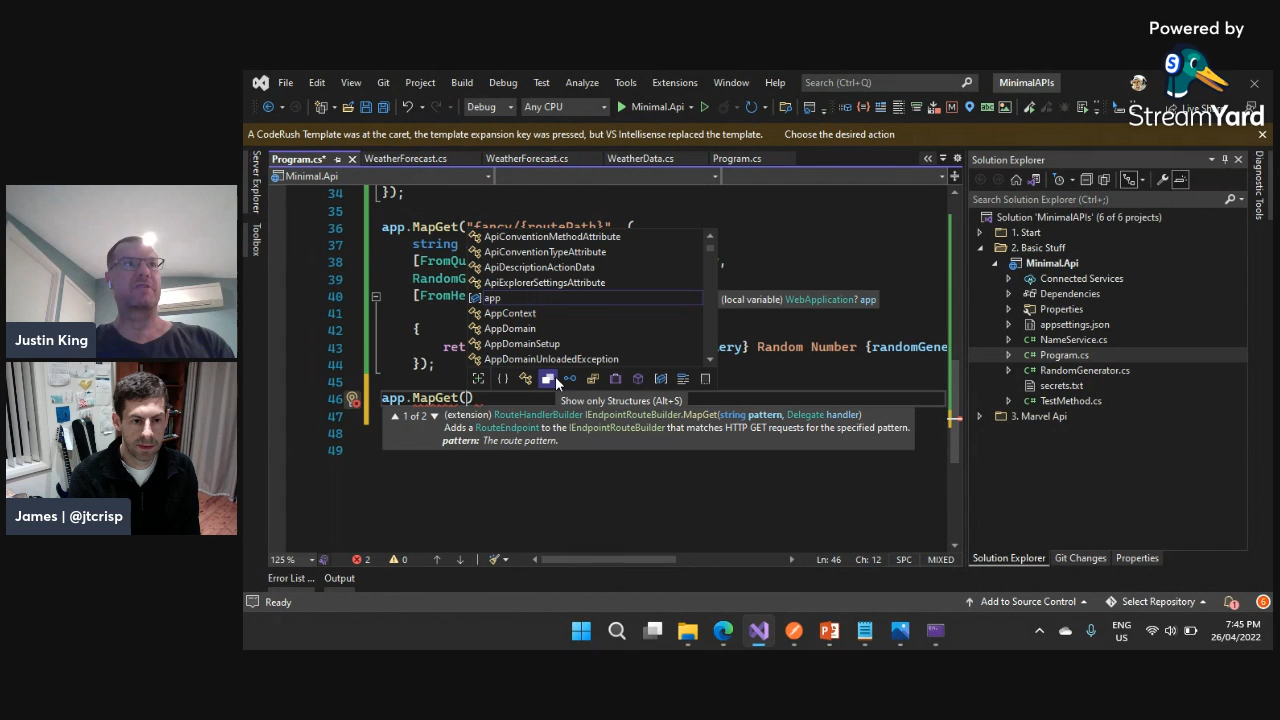 Powered by
StreamYard
File Edit View Git Project Build Debug Test Analyze Tools Extensions Window Help Search (Ctrl+Q) MinimalAPIs
Debug Any CPU Minimal.Api Live Share
A CodeRush Template was at the caret, the template expansion key was pressed, but VS Intellisense replaced the template. Choose the desired action
Program.cs* WeatherForecast.cs WeatherForecast.cs WeatherData.cs Program.cs
Minimal.Api
Server Explorer
Toolbox
34 });
35
36 app.MapGet("fancy/{routePath}", (
37 string
38 [FromQu
39 RandomG
40 [FromHe
41
42 {
43 ret ery} Random Number {randomGene
44 });
45
46 app.MapGet()
47
48
49
ApiConventionMethodAttribute
ApiConventionTypeAttribute
ApiDescriptionActionData
ApiExplorerSettingsAttribute
app
AppContext
AppDomain
AppDomainSetup
AppDomainUnloadedException
(local variable) WebApplication? app
Show only Structures (Alt+S)
1 of 2 (extension) RouteHandlerBuilder IEndpointRouteBuilder.MapGet(string pattern, Delegate handler)
Adds a RouteEndpoint to the IEndpointRouteBuilder that matches HTTP GET requests for the specified pattern.
pattern: The route pattern.
Solution Explorer
Search Solution Explorer (Ctrl+;)
Solution 'MinimalAPIs' (6 of 6 projects)
1. Start
2. Basic Stuff
Minimal.Api
Connected Services
Dependencies
Properties
appsettings.json
C# NameService.cs
C# Program.cs
C# RandomGenerator.cs
secrets.txt
C# TestMethod.cs
3. Marvel Api
Diagnostic Tools
Justin King
James | @jtcrisp
125 % 2 0 Ln: 46 Ch: 12 SPC MIXED
Solution Explorer Git Changes Properties
Error List ... Output
Ready Add to Source Control Select Repository 1 6
ENG
US
7:45 PM
26/04/2022